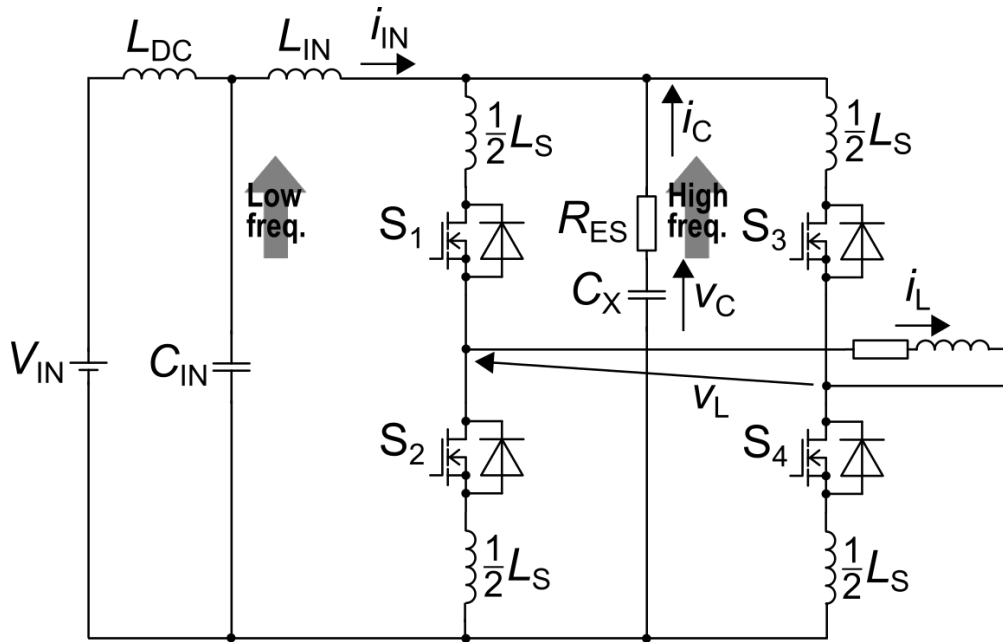 L_DC
L_IN
i_IN
½L_S
i_C
½L_S
Low
freq.
High
freq.
S_1
R_ES
S_3
C_X
v_C
i_L
V_IN
C_IN
v_L
S_2
S_4
½L_S
½L_S